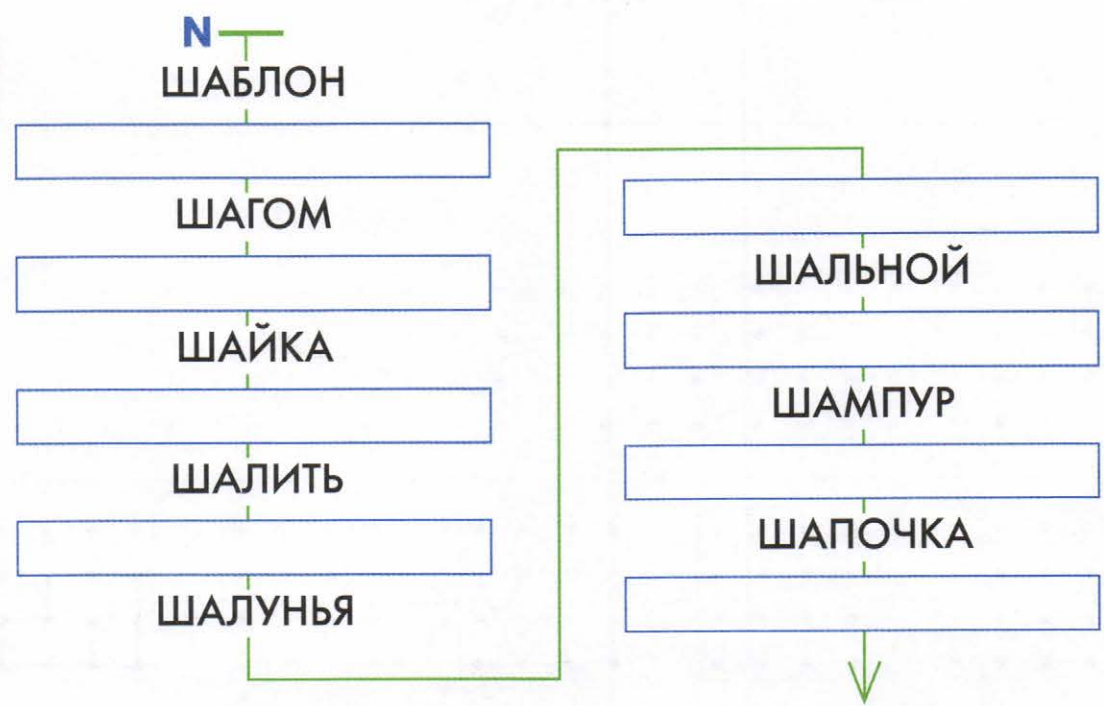 N
ШАБЛОН
ШАГОМ
ШАЙКА
ШАЛИТЬ
ШАЛУНЬЯ
ШАЛЬНОЙ
ШАМПУР
ШАПОЧКА